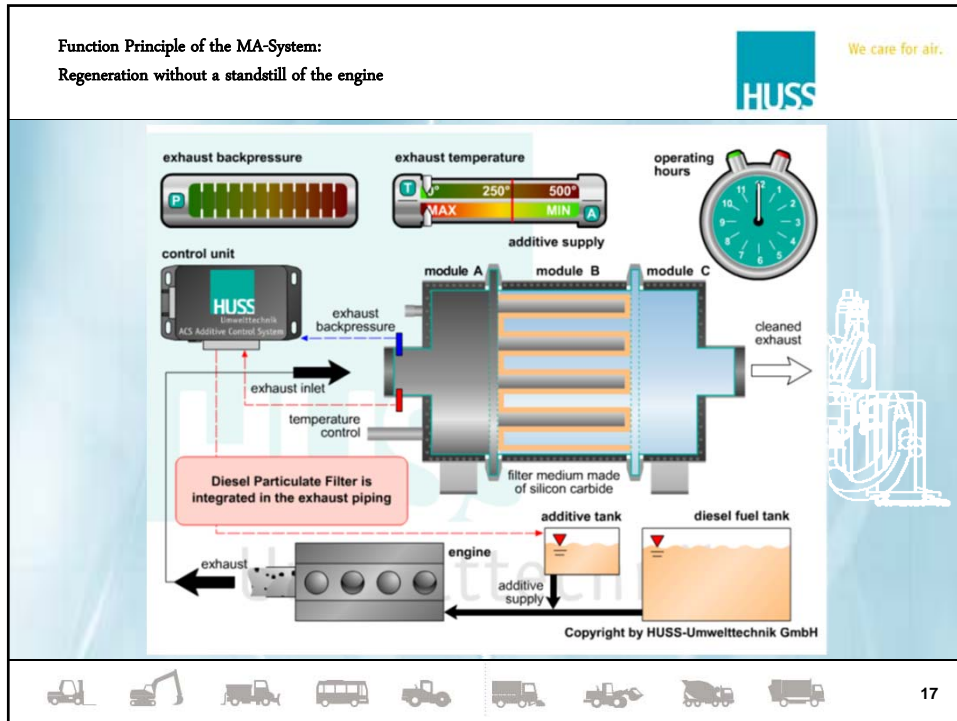 Function Principle of the MA-System:
Regeneration without a standstill of the engine
HUSS
We care for air.
exhaust backpressure
P
exhaust temperature
T 0° 250° 500°
MAX MIN A
additive supply
operating
hours
12
1
2
3
4
5
6
7
8
9
10
11
control unit
HUSS
Umwelttechnik
ACS Additive Control System
module A
module B
module C
exhaust
backpressure
exhaust inlet
temperature
control
cleaned
exhaust
Diesel Particulate Filter is
integrated in the exhaust piping
filter medium made
of silicon carbide
additive tank
diesel fuel tank
engine
exhaust
additive
supply
HUSS
Umwelttechnik
Copyright by HUSS-Umwelttechnik GmbH
17